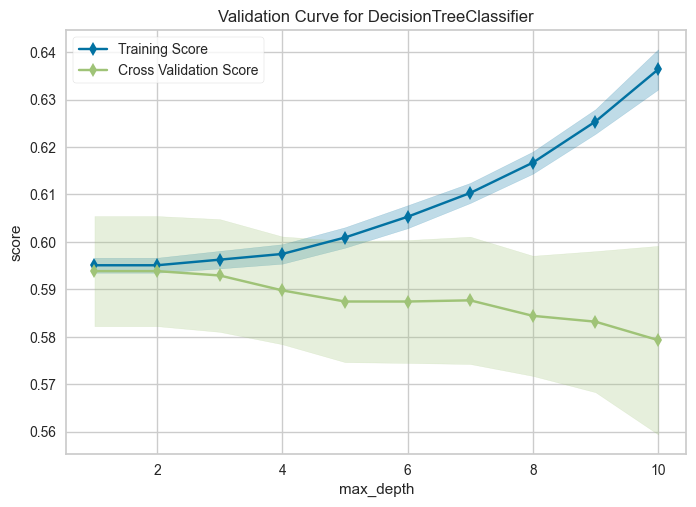 Validation Curve for DecisionTreeClassifier
Training Score
Cross Validation Score
0.64
0.63
0.62
0.61
0.60
0.59
0.58
0.57
0.56
score
2 4 6 8 10
max_depth